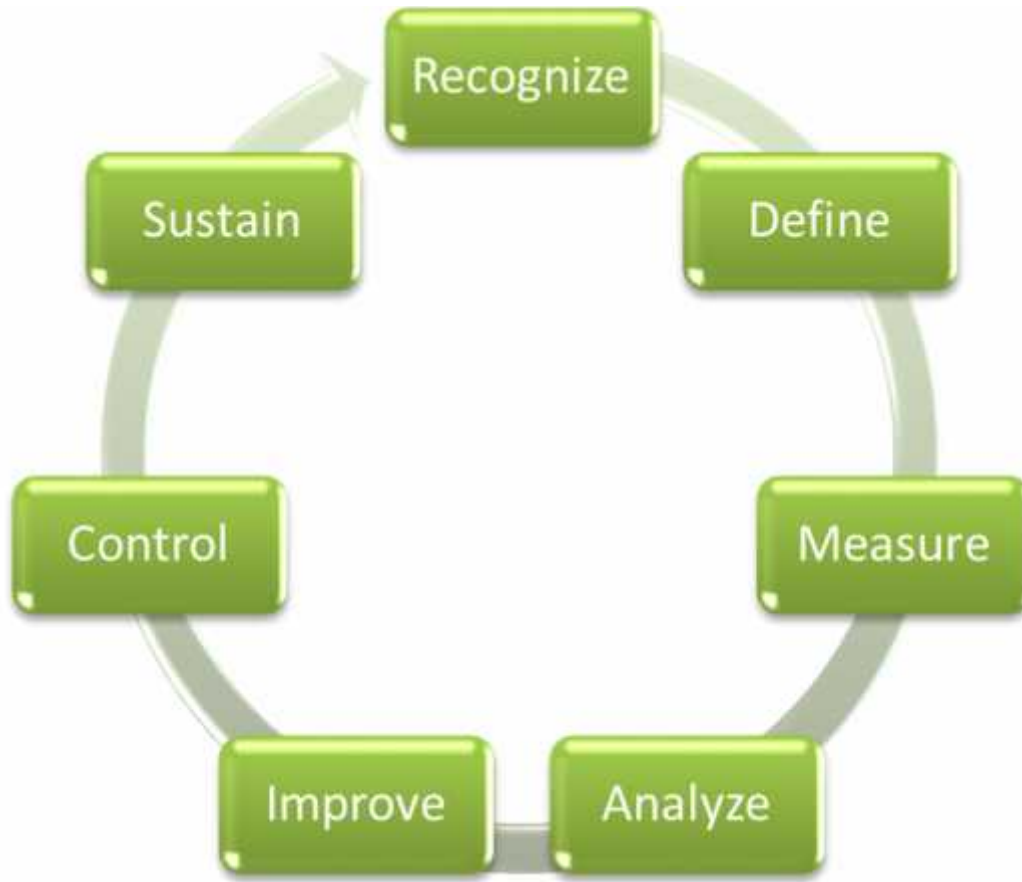 Recognize
Define
Measure
Analyze
Improve
Control
Sustain